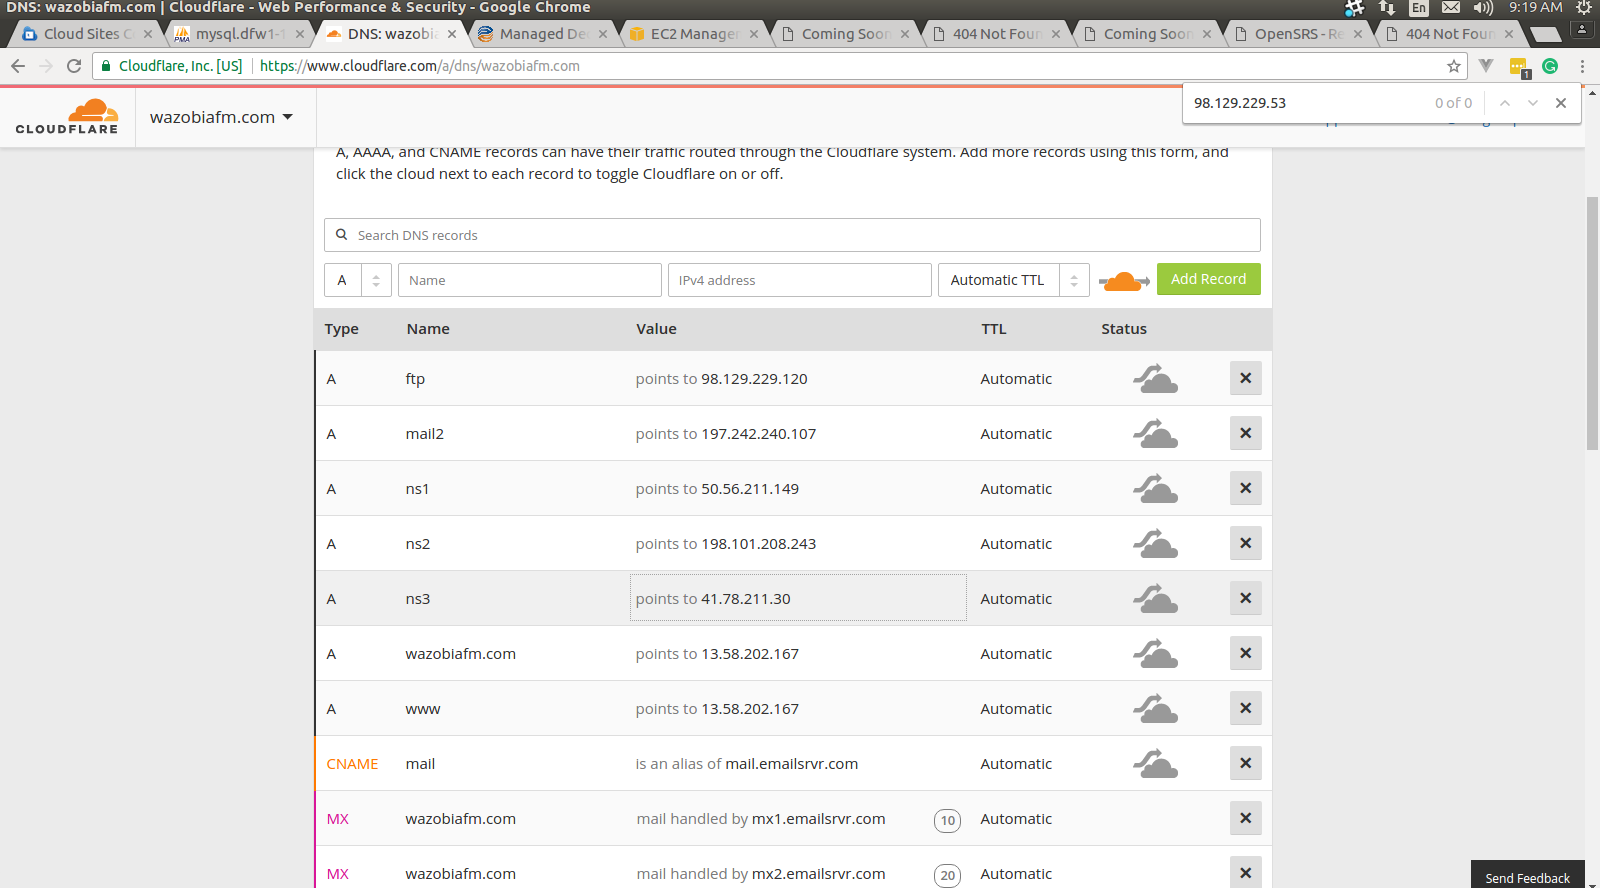 DNS: wazobiafm.com | Cloudflare - Web Performance & Security - Google Chrome
En
9:19 AM
Cloud Sites C
mysql.dfw1-1
DNS: wazobia
Managed De
EC2 Manager
Coming Soon
404 Not Foun
Coming Soon
OpenSRS - Re
404 Not Foun
Cloudflare, Inc. [US]
https://www.cloudflare.com/a/dns/wazobiafm.com
1
98.129.229.53
0 of 0
CLOUDFLARE
wazobiafm.com
A, AAAA, and CNAME records can have their traffic routed through the Cloudflare system. Add more records using this form, and
click the cloud next to each record to toggle Cloudflare on or off.
Search DNS records
A
Name
IPv4 address
Automatic TTL
Add Record
Type Name Value TTL Status
A ftp points to 98.129.229.120 Automatic
A mail2 points to 197.242.240.107 Automatic
A ns1 points to 50.56.211.149 Automatic
A ns2 points to 198.101.208.243 Automatic
A ns3 points to 41.78.211.30 Automatic
A wazobiafm.com points to 13.58.202.167 Automatic
A www points to 13.58.202.167 Automatic
CNAME mail is an alias of mail.emailsrvr.com Automatic
MX wazobiafm.com mail handled by mx1.emailsrvr.com 10 Automatic
MX wazobiafm.com mail handled by mx2.emailsrvr.com 20 Automatic
Send Feedback